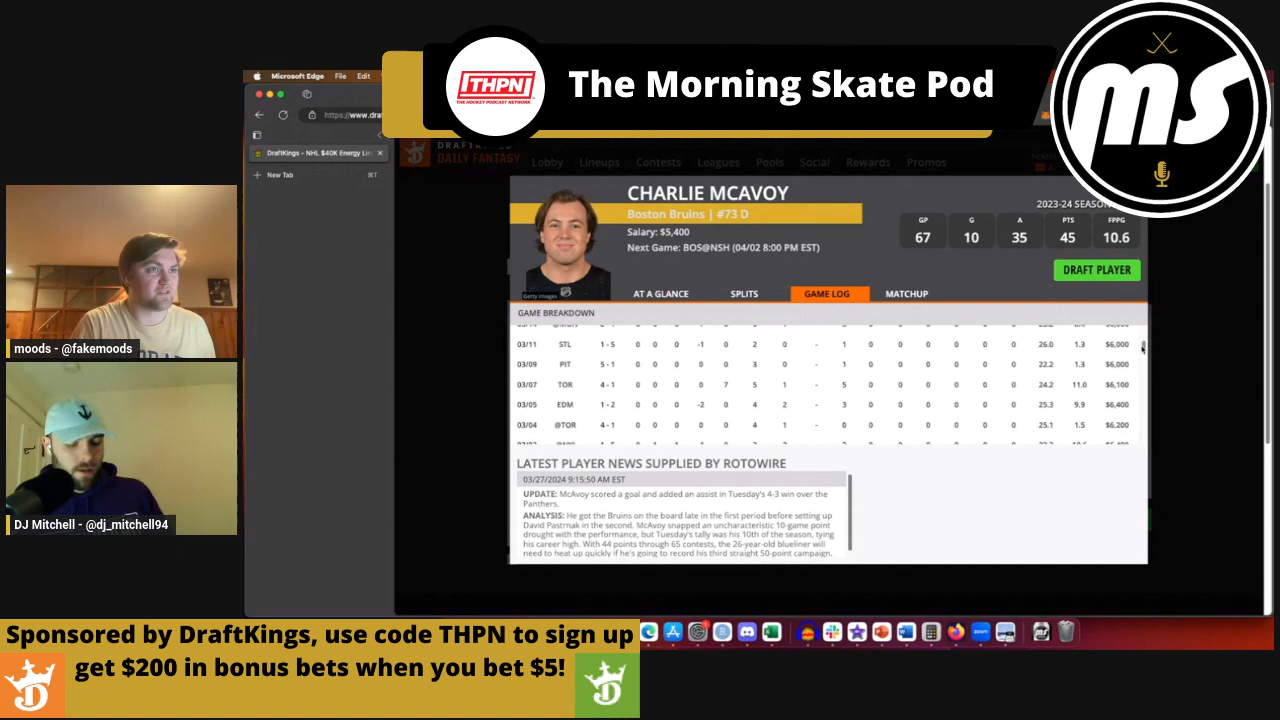 THPN
THE HOCKEY PODCAST NETWORK
The Morning Skate Pod
ms
Microsoft Edge File Edit
https://www.dra
DraftKings - NHL $40K Energy Lin
New Tab ⌘T
DAILY FANTASY
Lobby Lineups Contests Leagues Pools Social Rewards Promos
CHARLIE MCAVOY
Boston Bruins | #73 D
Salary: $5,400
Next Game: BOS@NSH (04/02 8:00 PM EST)
2023-24 SEASON
GP G A PTS FPPG
67 10 35 45 10.6
DRAFT PLAYER
AT A GLANCE SPLITS GAME LOG MATCHUP
GAME BREAKDOWN
03/11 STL 1 - 5 0 0 0 -1 0 2 0 - 1 0 0 0 0 0 26.0 1.3 $6,000
03/09 PIT 5 - 1 0 0 0 0 0 3 0 - 1 0 0 0 0 0 22.2 1.3 $6,000
03/07 TOR 4 - 1 0 0 0 0 7 5 1 - 5 0 0 0 0 0 24.2 11.0 $6,100
03/05 EDM 1 - 2 0 0 0 -2 0 4 2 - 3 0 0 0 0 0 25.3 9.9 $6,400
03/04 @TOR 4 - 1 0 0 0 0 0 4 1 - 0 0 0 0 0 0 25.1 1.5 $6,200
LATEST PLAYER NEWS SUPPLIED BY ROTOWIRE
03/27/2024 9:15:50 AM EST
UPDATE: McAvoy scored a goal and added an assist in Tuesday's 4-3 win over the
Panthers.
ANALYSIS: He got the Bruins on the board late in the first period before setting up
David Pastrnak in the second. McAvoy snapped an uncharacteristic 10-game point
drought with the performance, but Tuesday's tally was his 10th of the season, tying
his career high. With 44 points through 65 contests, the 26-year-old blueliner will
need to heat up quickly if he's going to record his third straight 50-point campaign.
Getty Images
moods - @fakemoods
DJ Mitchell - @dj_mitchell94
Sponsored by DraftKings, use code THPN to sign up
get $200 in bonus bets when you bet $5!
zoom